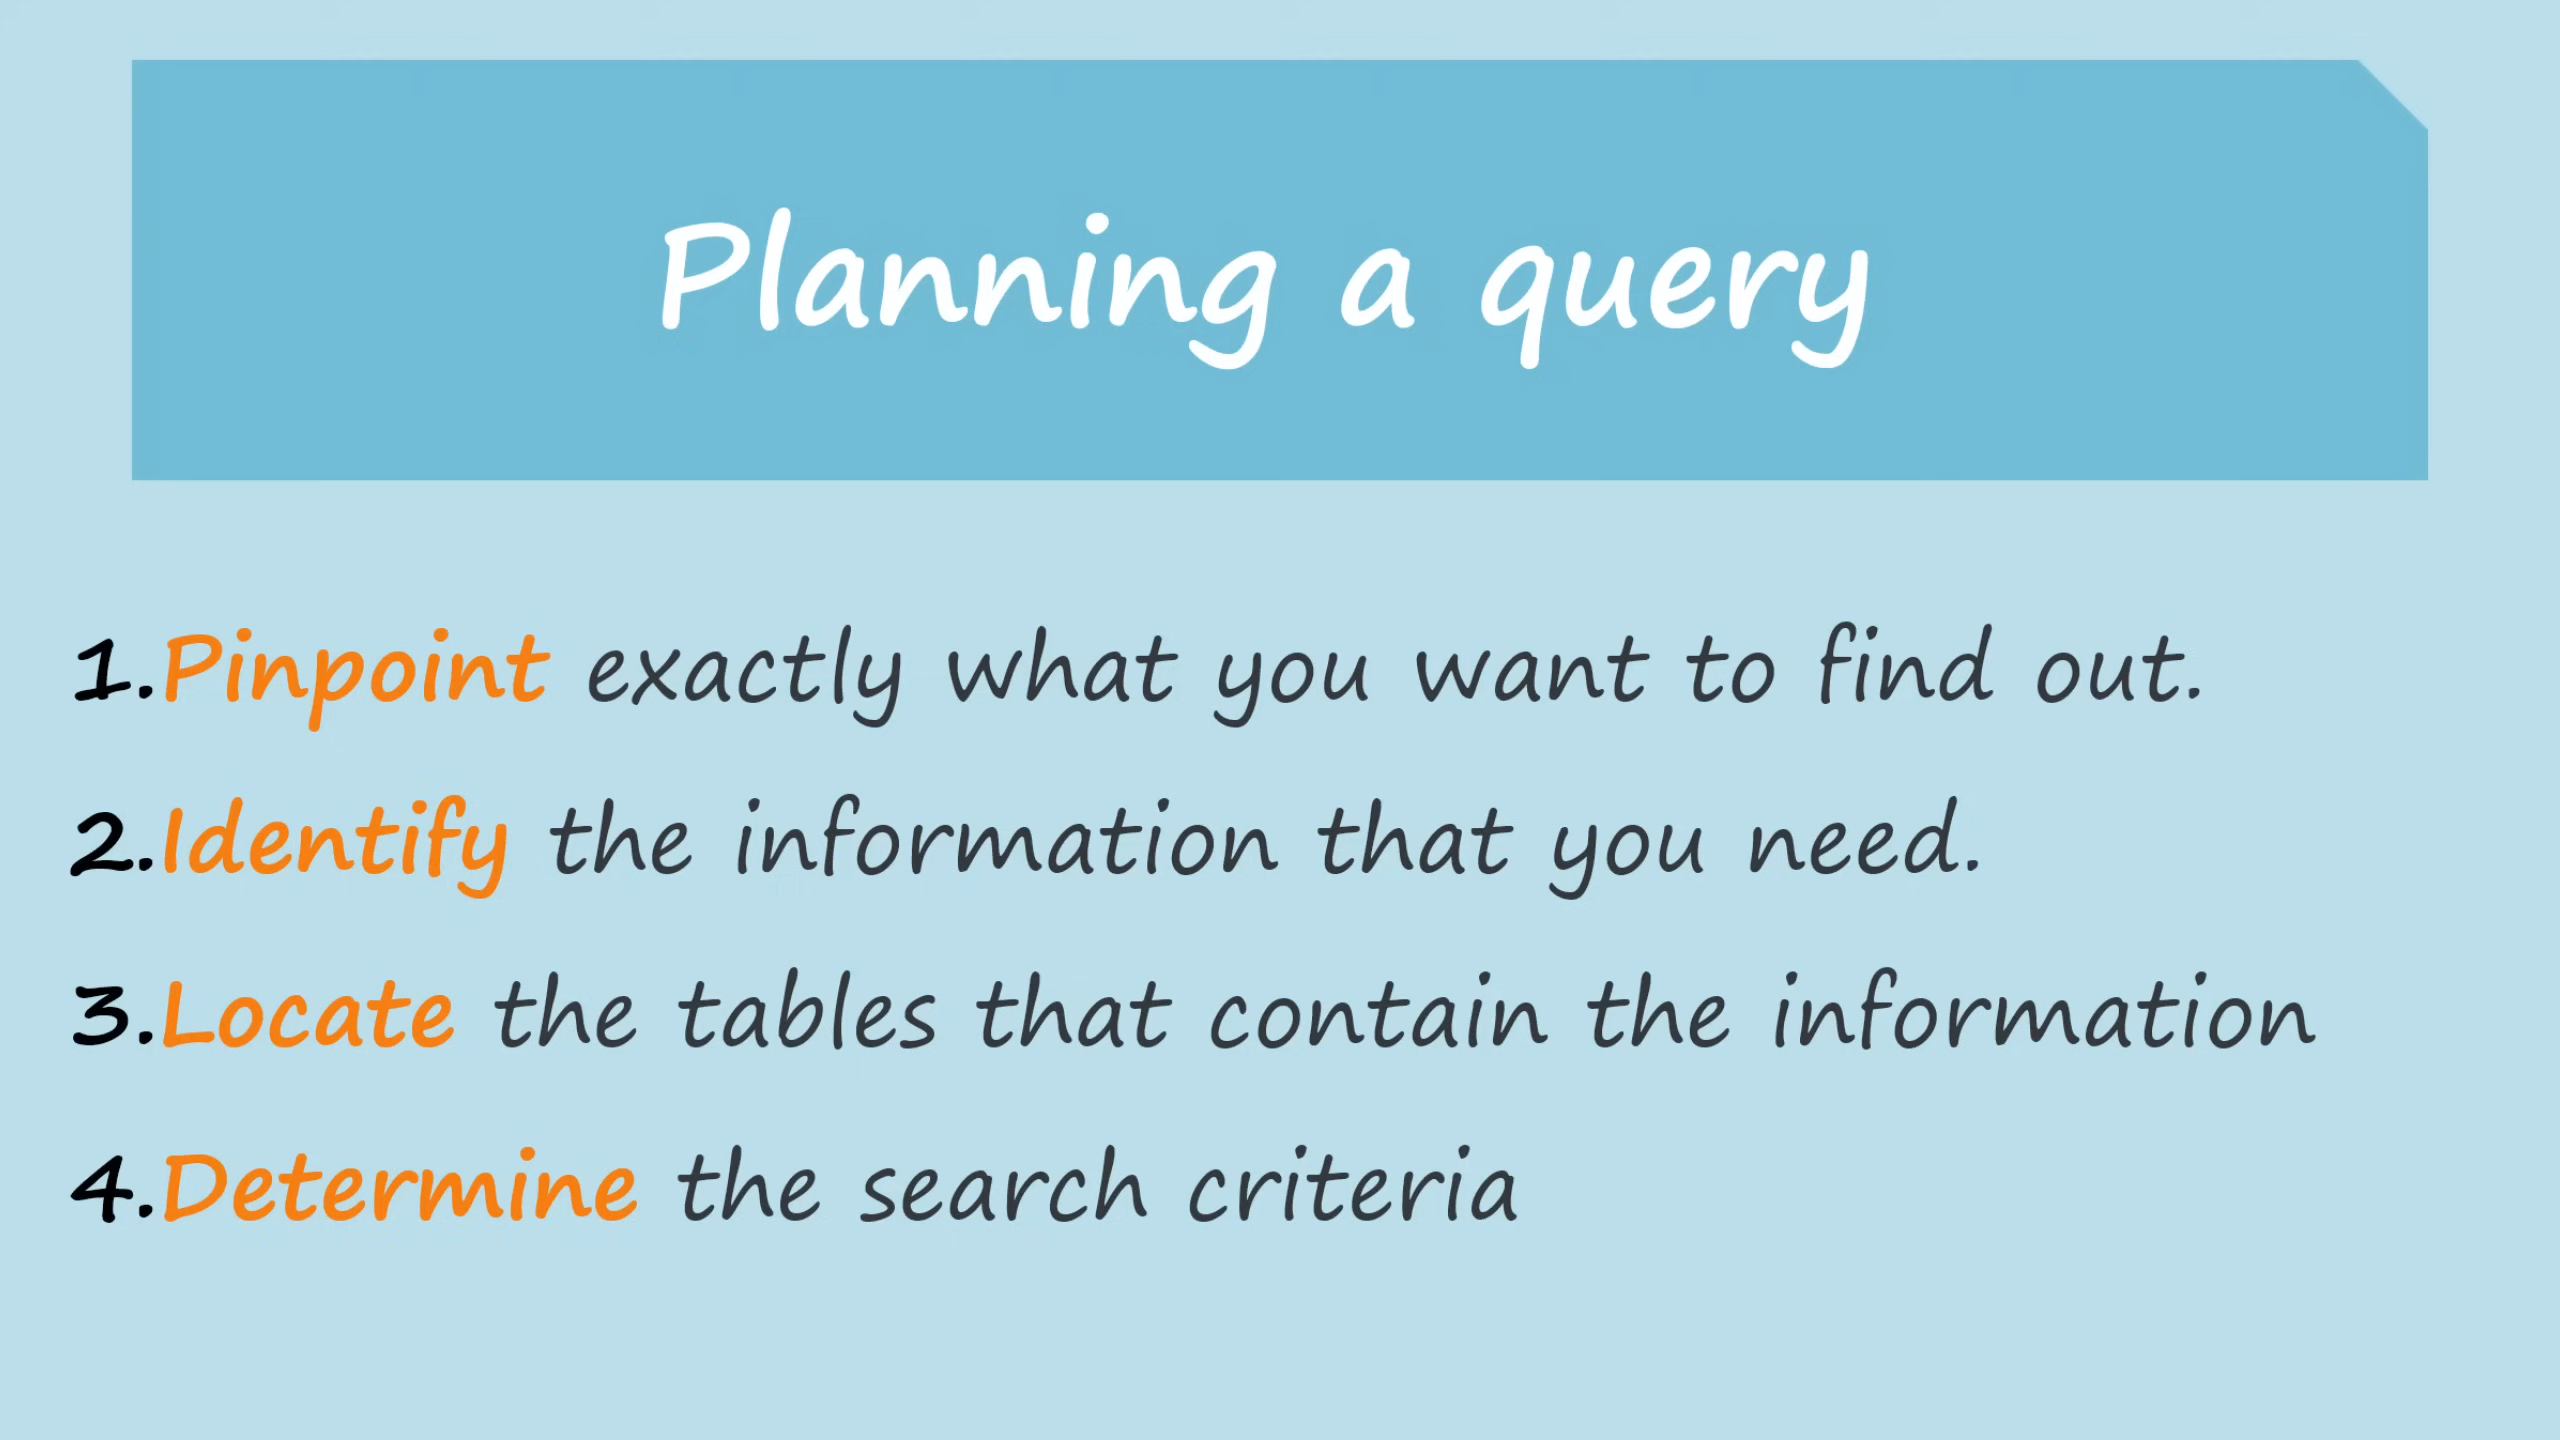 Planning a query
1.Pinpoint exactly what you want to find out.
2.Identify the information that you need.
3.Locate the tables that contain the information
4.Determine the search criteria